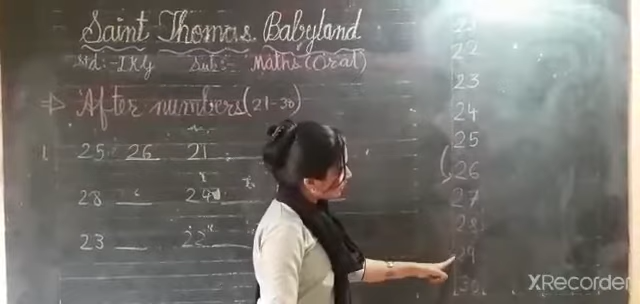 Saint Thomas Babyland
Std:- LKG Sub:- Maths (Oral)
⇒ After numbers (21-30)
1. 25 26 21
28 24
23 22
21
22
23
24
25
26
27
28
29
30
XRecorder